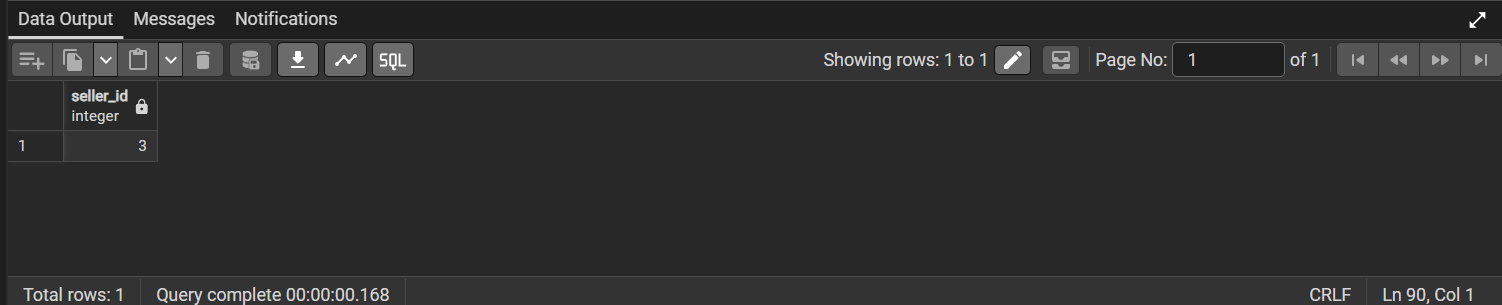 Data Output Messages Notifications
SQL Showing rows: 1 to 1 Page No: 1 of 1
seller_id
integer
1 3
Total rows: 1 Query complete 00:00:00.168 CRLF Ln 90, Col 1